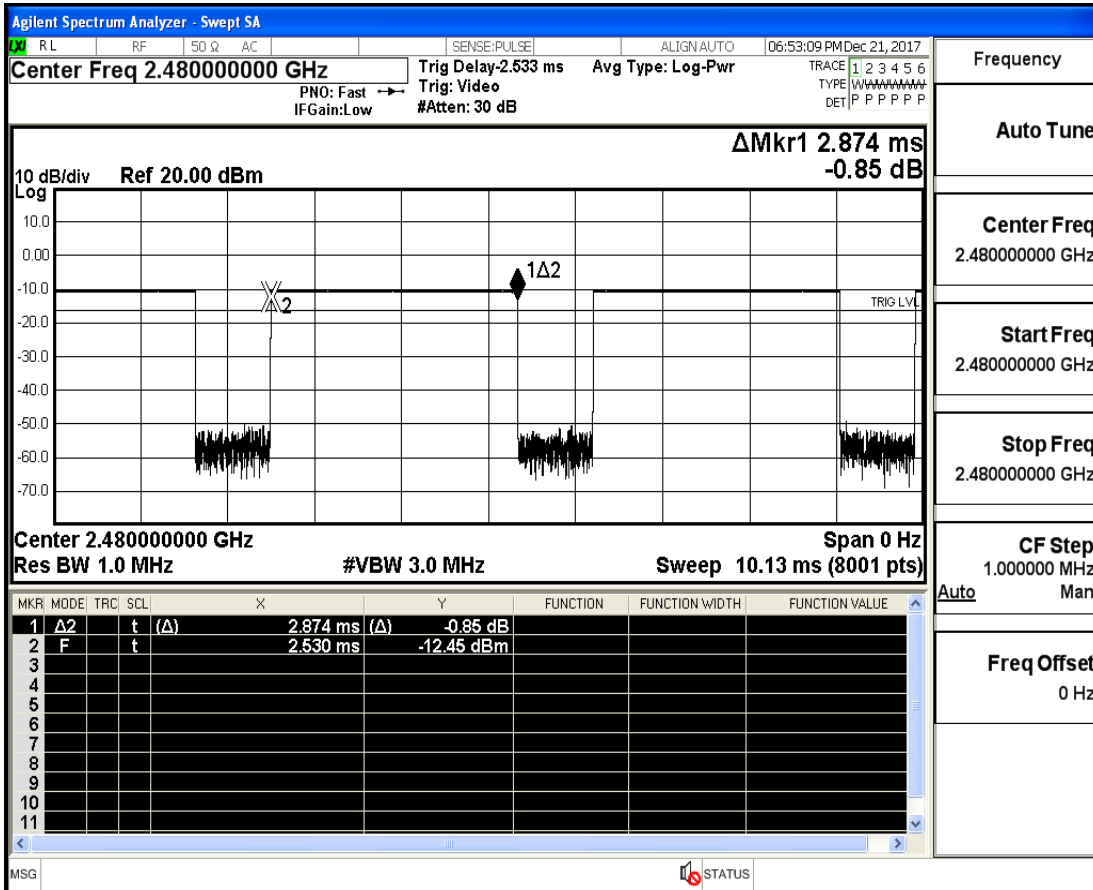 Agilent Spectrum Analyzer - Swept SA
LXI RL RF 50 Ω AC SENSE:PULSE ALIGN AUTO 06:53:09 PM Dec 21, 2017
Center Freq 2.480000000 GHz
PNO: Fast
IFGain:Low
Trig Delay-2.533 ms
Trig: Video
#Atten: 30 dB
Avg Type: Log-Pwr
TRACE 1 2 3 4 5 6
TYPE WWWWWW
DET P P P P P P
ΔMkr1 2.874 ms
-0.85 dB
10 dB/div Ref 20.00 dBm
Log
10.0
0.00
-10.0
-20.0
-30.0
-40.0
-50.0
-60.0
-70.0
1Δ2
2
TRIG LVL
Center 2.480000000 GHz Span 0 Hz
Res BW 1.0 MHz #VBW 3.0 MHz Sweep 10.13 ms (8001 pts)
MKR MODE TRC SCL X Y FUNCTION FUNCTION WIDTH FUNCTION VALUE
1 Δ2 t (Δ) 2.874 ms (Δ) -0.85 dB
2 F t 2.530 ms -12.45 dBm
3
4
5
6
7
8
9
10
11
MSG STATUS
Frequency
Auto Tune
Center Freq
2.480000000 GHz
Start Freq
2.480000000 GHz
Stop Freq
2.480000000 GHz
CF Step
1.000000 MHz
Auto Man
Freq Offset
0 Hz